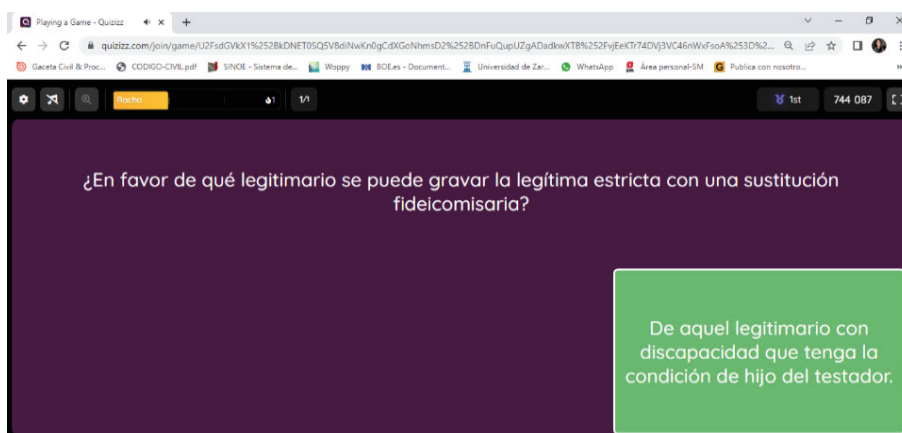 Playing a Game - Quizizz
quizizz.com/join/game/U2FsdGVkX1%252BkDNET0SQ5V8diNwKn0gCdXGoNhmsD2%252BDnFuQupUZgADadlwXTB%252FvjEeKTr74DVJ3VC46nWxFsoA%253D%2...
Gaceta Civil & Proc... CODIGO-CIVIL.pdf SINOE - Sistema de... Woppy BOE.es - Document... Universidad de Zar... WhatsApp Área personal-SM Publica con nosotro...
Racha 1 1/1 1st 744 087
¿En favor de qué legitimario se puede gravar la legítima estricta con una sustitución
fideicomisaria?
De aquel legitimario con
discapacidad que tenga la
condición de hijo del testador.